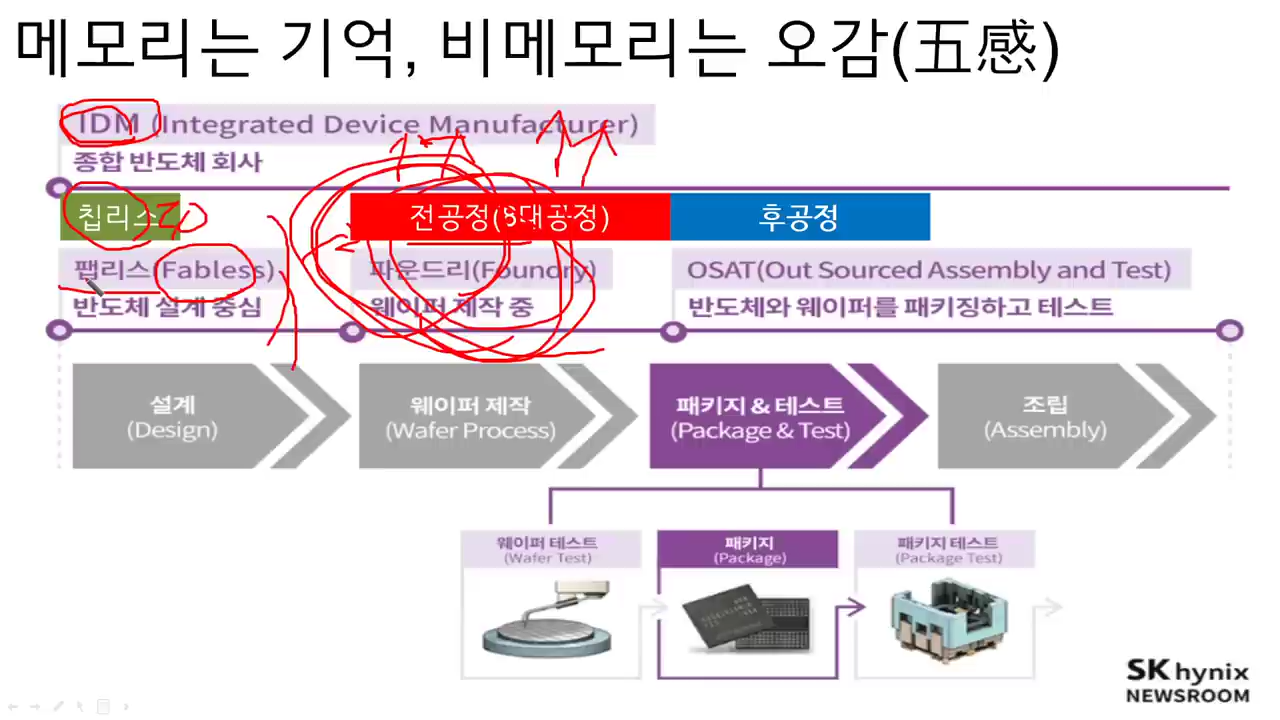 메모리는 기억, 비메모리는 오감(五感)
IDM (Integrated Device Manufacturer)
종합 반도체 회사
칩리스
전공정(8대공정)
후공정
팹리스(Fabless)
반도체 설계 중심
파운드리(Foundry)
웨이퍼 제작 중
OSAT(Out Sourced Assembly and Test)
반도체와 웨이퍼를 패키징하고 테스트
설계
(Design)
웨이퍼 제작
(Wafer Process)
패키지 & 테스트
(Package & Test)
조립
(Assembly)
웨이퍼 테스트
(Wafer Test)
패키지
(Package)
패키지 테스트
(Package Test)
SK hynix
NEWSROOM